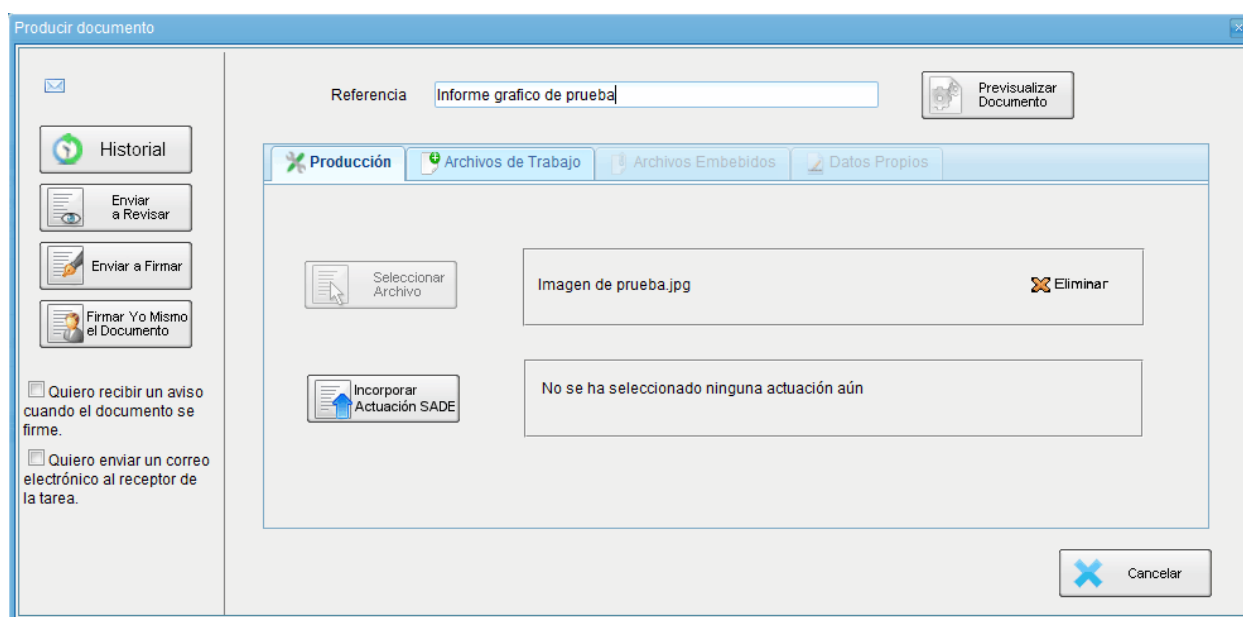 Producir documento
Referencia
Informe grafico de prueba
Previsualizar
Documento
Historial
Enviar
a Revisar
Enviar a Firmar
Firmar Yo Mismo
el Documento
Quiero recibir un aviso
cuando el documento se
firme.
Quiero enviar un correo
electrónico al receptor de
la tarea.
Producción
Archivos de Trabajo
Archivos Embebidos
Datos Propios
Seleccionar
Archivo
Imagen de prueba.jpg
Eliminar
Incorporar
Actuación SADE
No se ha seleccionado ninguna actuación aún
Cancelar